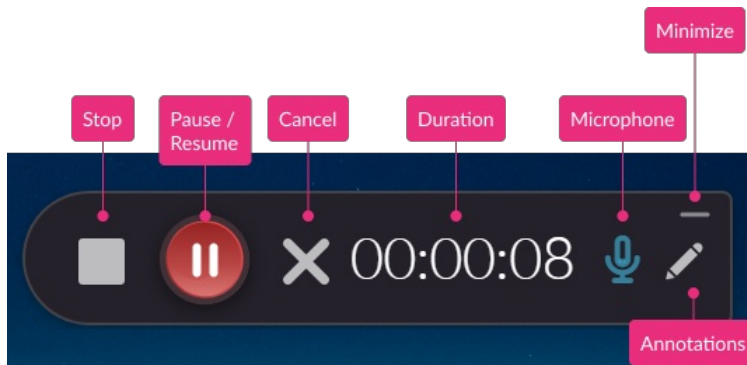 Minimize
Stop
Pause /
Resume
Cancel
Duration
Microphone
00:00:08
Annotations